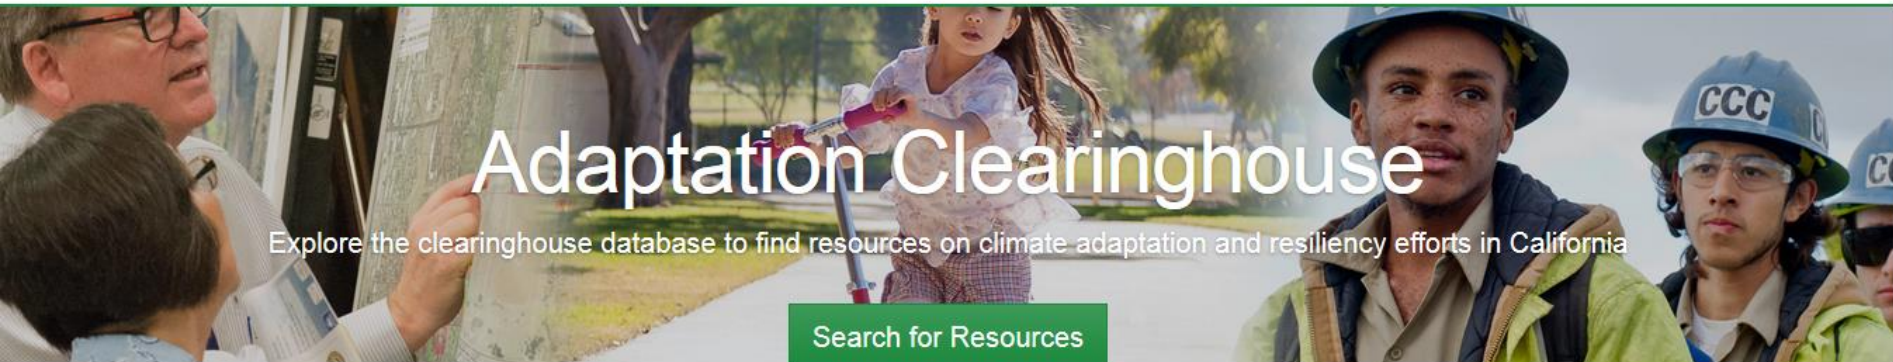 CCC
Adaptation Clearinghouse
Explore the clearinghouse database to find resources on climate adaptation and resiliency efforts in California
Search for Resources